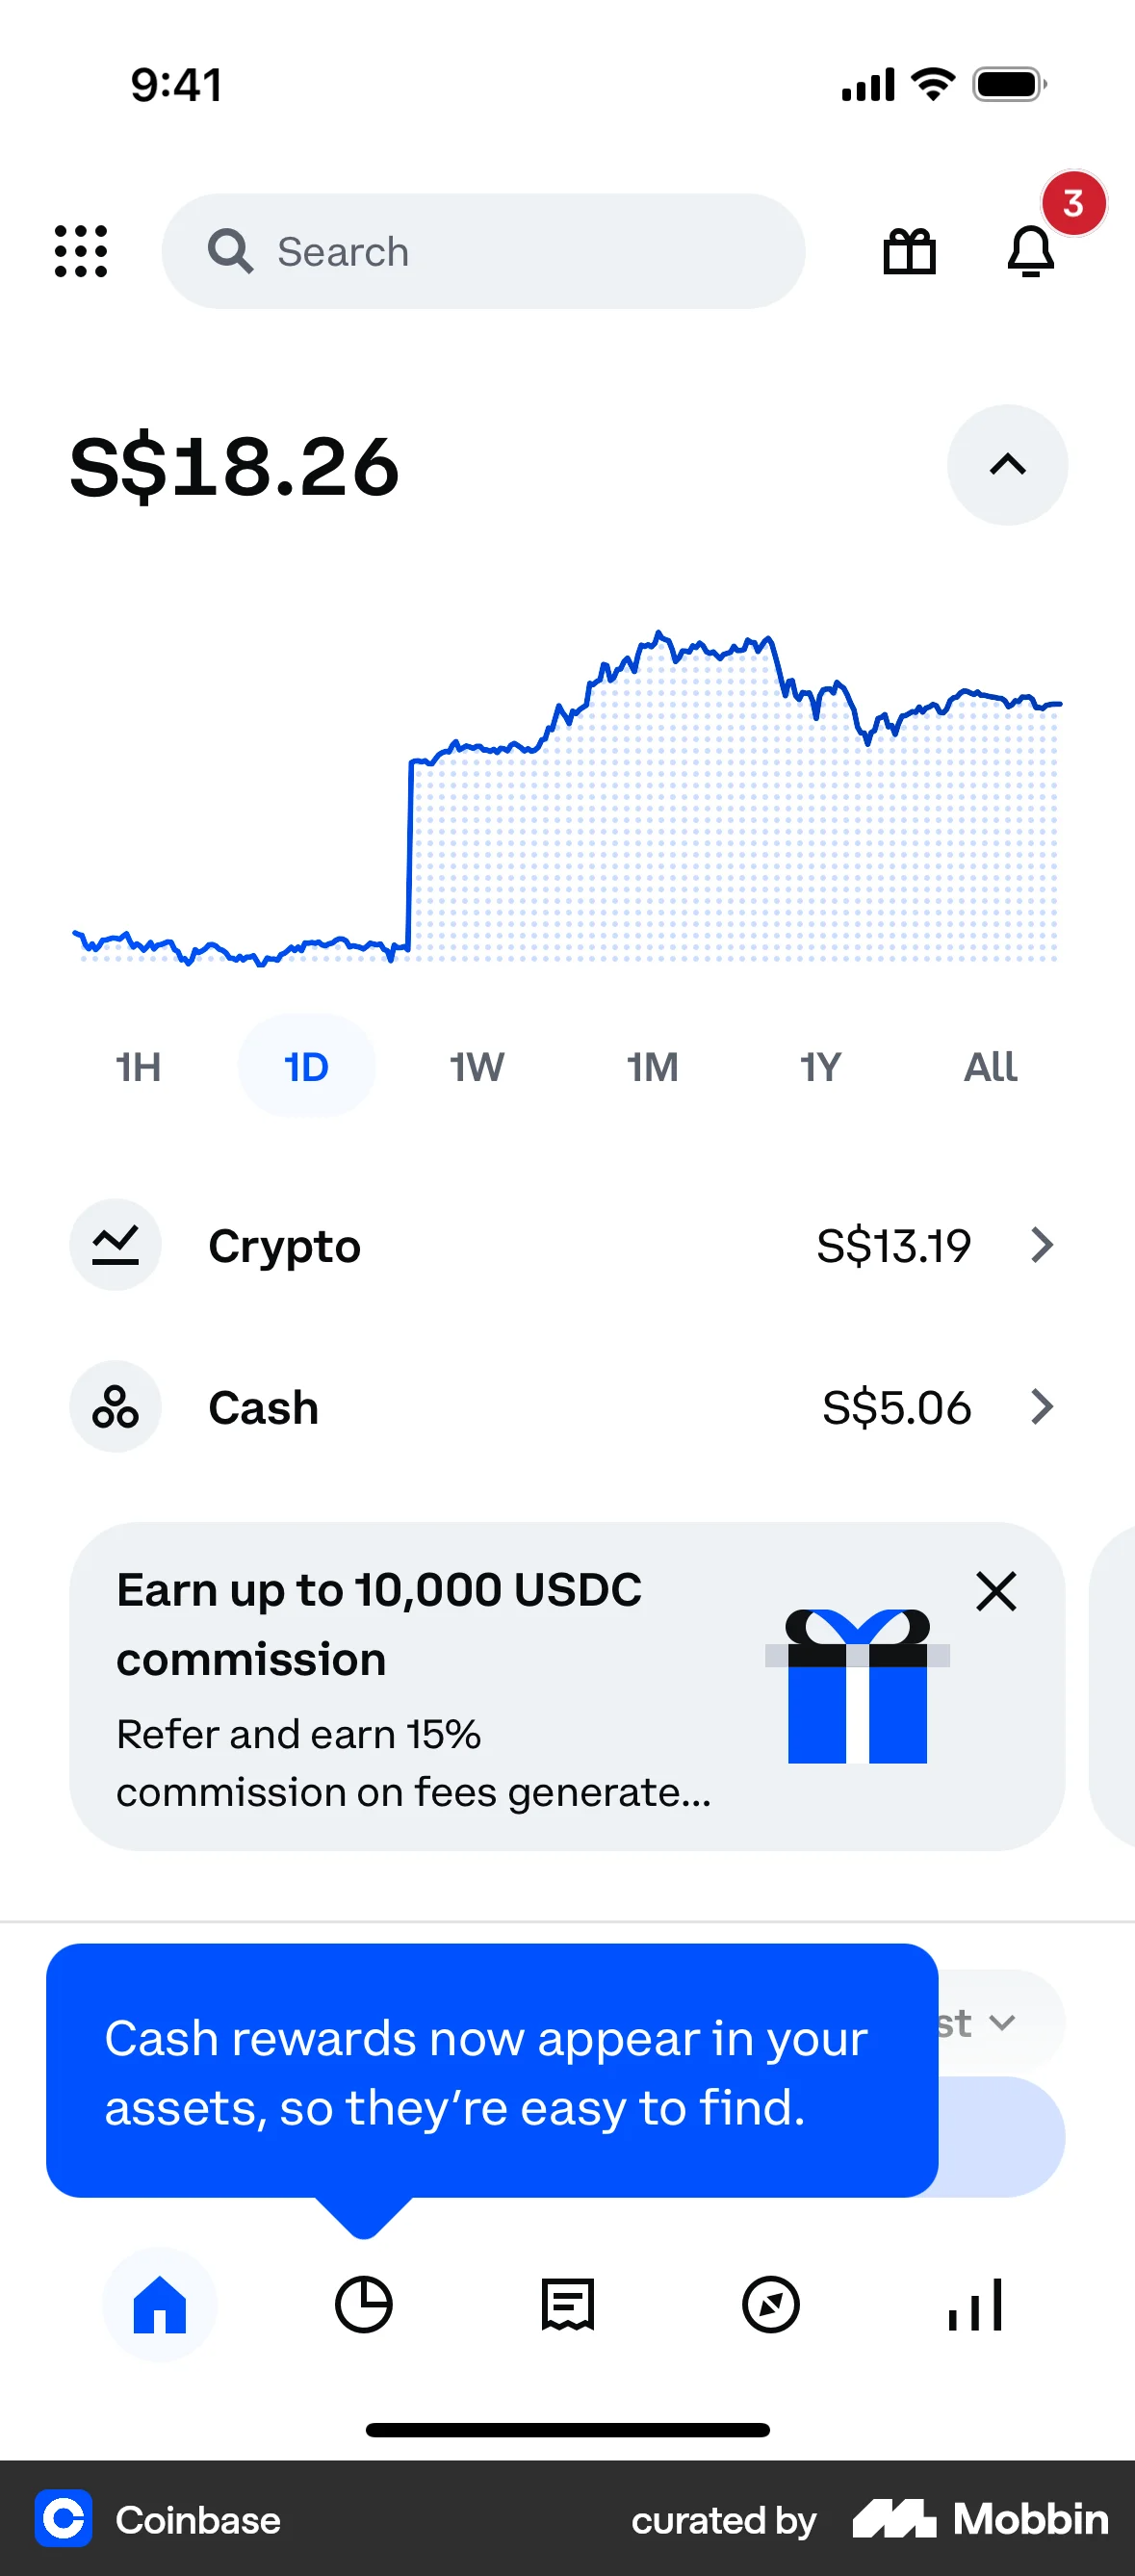 9:41
Search
3
S$18.26
1H 1D 1W 1M 1Y All
Crypto S$13.19
Cash S$5.06
Earn up to 10,000 USDC
commission
Refer and earn 15%
commission on fees generate...
Cash rewards now appear in your
assets, so they’re easy to find.
Coinbase curated by Mobbin